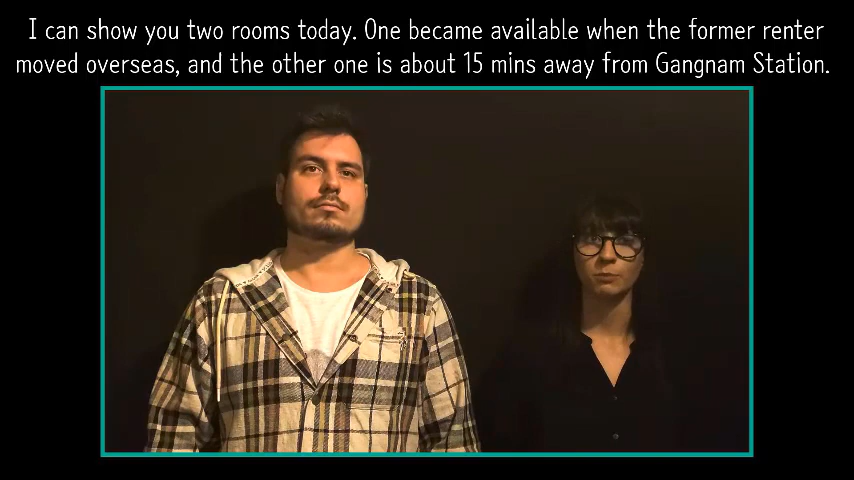 I can show you two rooms today. One became available when the former renter
moved overseas, and the other one is about 15 mins away from Gangnam Station.